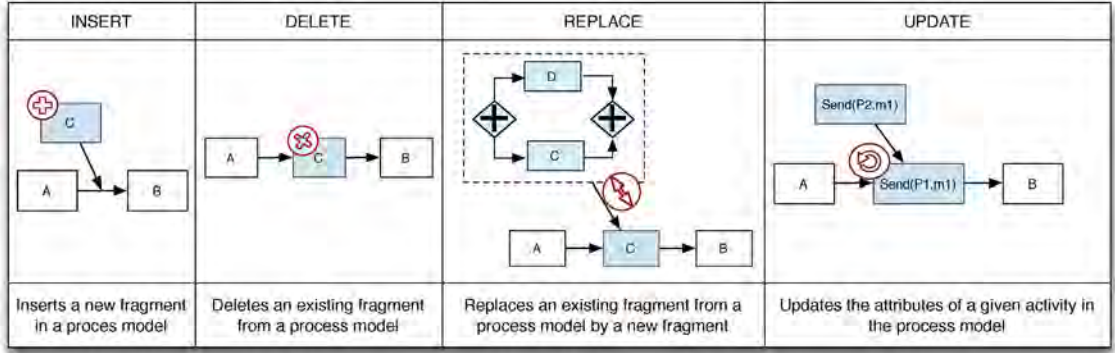 INSERT
DELETE
REPLACE
UPDATE
C
A
B
A
C
B
D
C
A
C
B
Send(P2.m1)
A
Send(P1.m1)
B
Inserts a new fragment
in a proces model
Deletes an existing fragment
from a process model
Replaces an existing fragment from a
process model by a new fragment
Updates the attributes of a given activity in
the process model